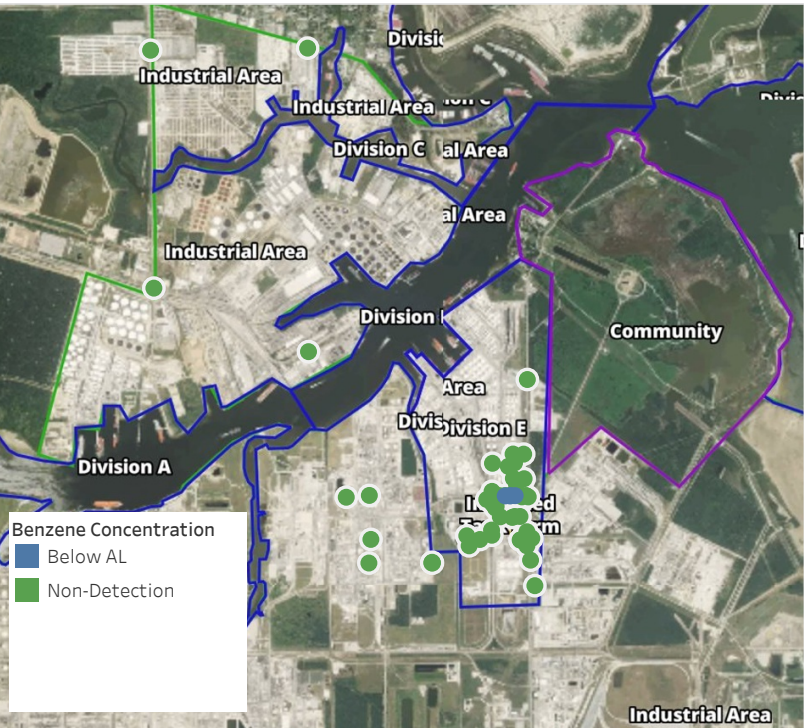 Divisio
Industrial Area
Industrial Area
Division C
al Area
al Area
Industrial Area
Division
Community
Area
Division E
Division A
Benzene Concentration
Below AL
Non-Detection
Industrial Area